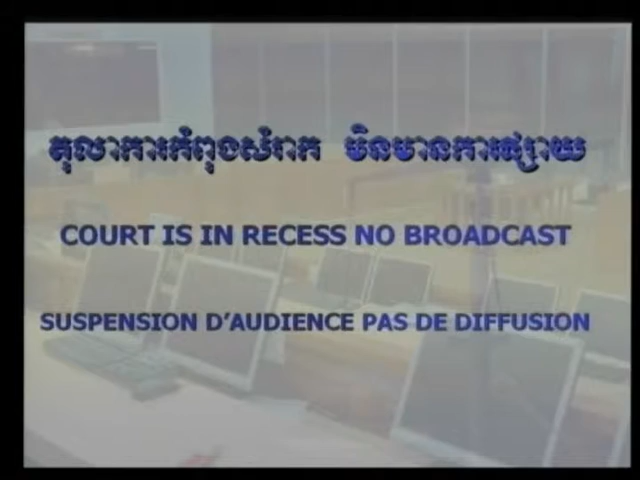 តុលាការកំពុងសំរាក មិនមានការផ្សាយ
COURT IS IN RECESS NO BROADCAST
SUSPENSION D'AUDIENCE PAS DE DIFFUSION